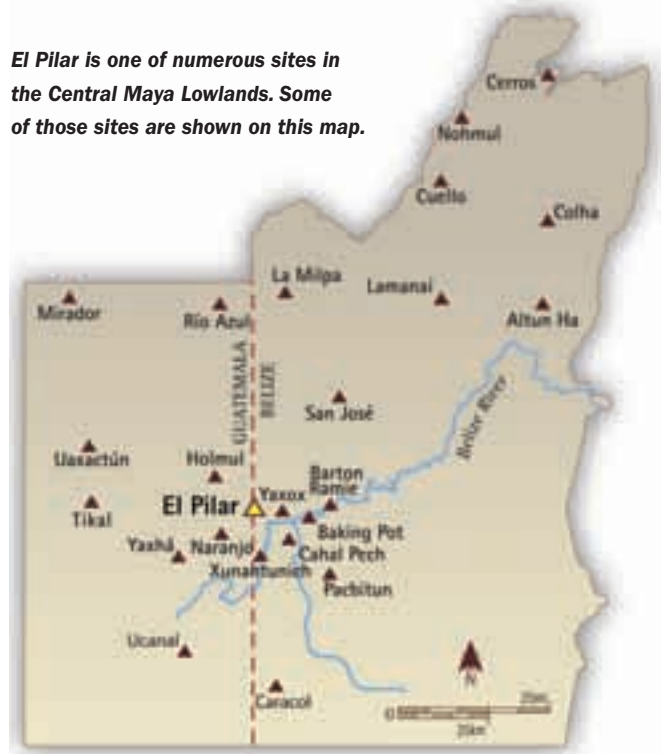 El Pilar is one of numerous sites in
the Central Maya Lowlands. Some
of those sites are shown on this map.
Cerros
Nohmul
Cuello
Colha
La Milpa
Lamanai
Mirador
Río Azul
Altun Ha
GUATEMALA
BELIZE
San José
Belize River
Uaxactún
Holmul
Barton
Ramie
El Pilar
Yaxox
Tikal
Baking Pot
Yaxhá
Naranjo
Cahal Pech
Xunantunich
Pacbitun
Ucanal
N
Caracol
0
20km